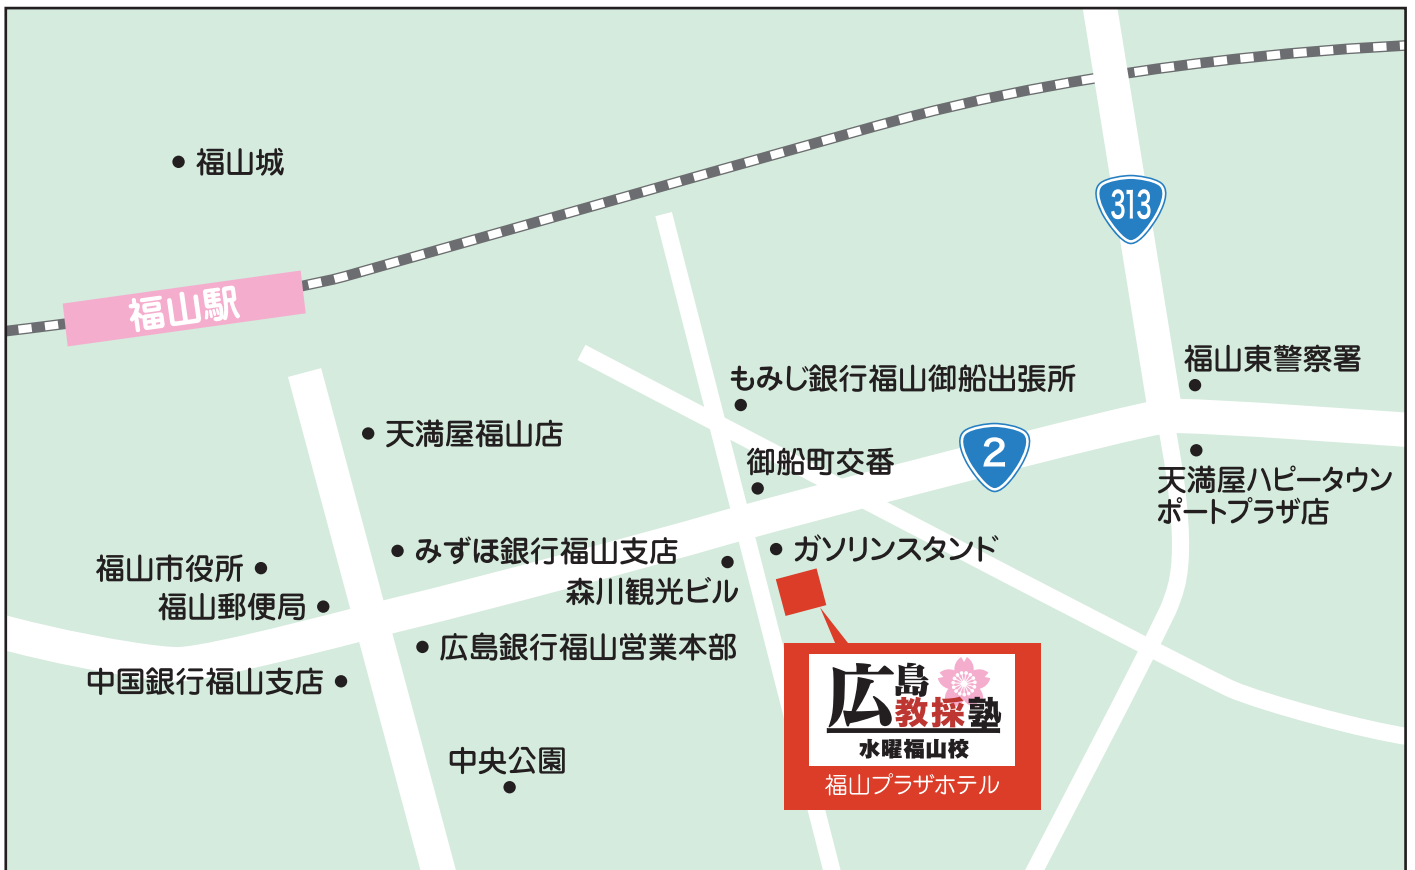 福山城
313
福山駅
福山東警察署
もみじ銀行福山御船出張所
天満屋福山店
2
御船町交番
天満屋ハピータウン
ポートプラザ店
みずほ銀行福山支店
ガソリンスタンド
福山市役所
森川観光ビル
福山郵便局
広島銀行福山営業本部
中国銀行福山支店
広島
教採塾
水曜福山校
福山プラザホテル
中央公園